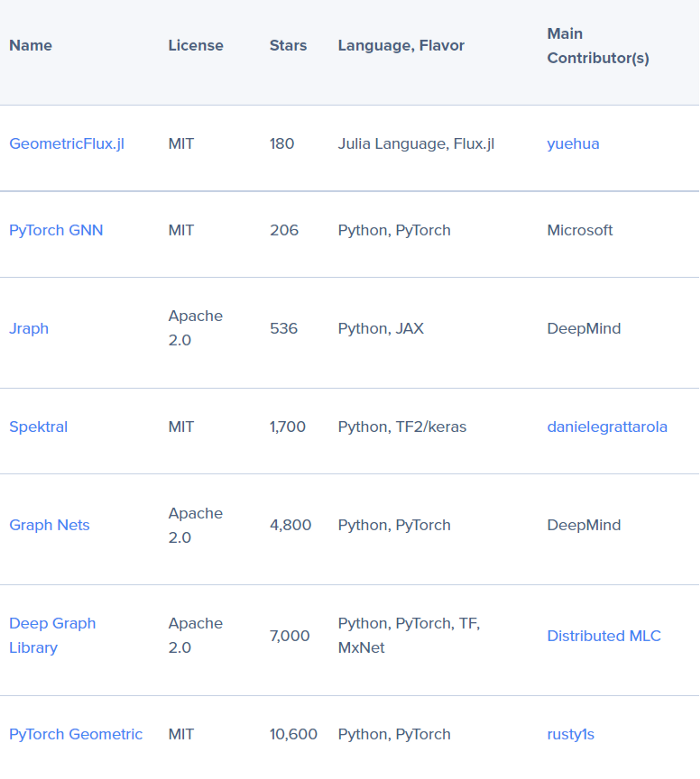 Name License Stars Language, Flavor Main Contributor(s)
GeometricFlux.jl MIT 180 Julia Language, Flux.jl yuehua
PyTorch GNN MIT 206 Python, PyTorch Microsoft
Jraph Apache 2.0 536 Python, JAX DeepMind
Spektral MIT 1,700 Python, TF2/keras danielegrattarola
Graph Nets Apache 2.0 4,800 Python, PyTorch DeepMind
Deep Graph Library Apache 2.0 7,000 Python, PyTorch, TF, MxNet Distributed MLC
PyTorch Geometric MIT 10,600 Python, PyTorch rusty1s